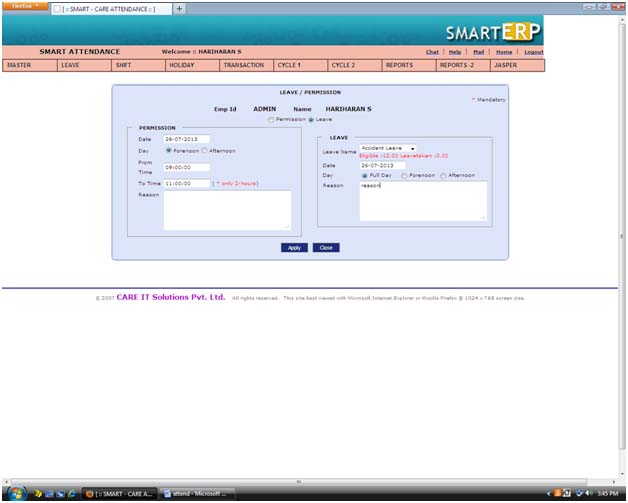 Firefox
[ :: SMART - CARE ATTENDANCE :: ]
SMARTERP
SMART ATTENDANCE Welcome :: HARIHARAN S Chat | Help | Mail | Home | Logout
MASTER LEAVE SHIFT HOLIDAY TRANSACTION CYCLE 1 CYCLE 2 REPORTS REPORTS -2 JASPER
LEAVE / PERMISSION
* Mandatory
Emp Id ADMIN Name HARIHARAN S
Permission Leave
PERMISSION
Date 26-07-2013
Day Forenoon Afternoon
From Time 09:00:00
To Time 11:00:00 ( * only 2-hours)
Reason
LEAVE
Leave Name Accident Leave
Eligible :12.00 Leavetaken :0.00
Date 26-07-2013
Day Full Day Forenoon Afternoon
Reason reason
Apply Close
© 2007 CARE IT Solutions Pvt. Ltd. All rights reserved. This site best viewed with Microsoft Internet Explorer or Mozilla Firefox @ 1024 x 768 screen size.
[ :: SMART - CARE A... attend - Microsoft ... 3:45 PM